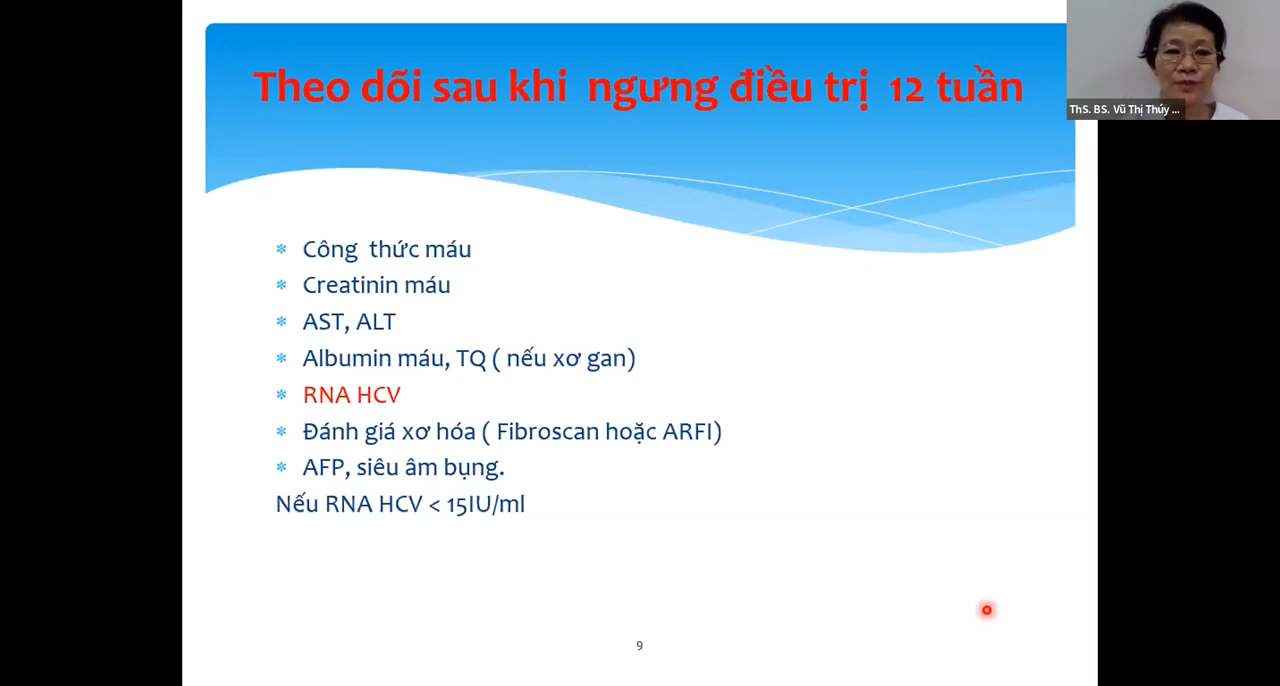 Theo dõi sau khi ngưng điều trị 12 tuần
ThS. BS. Vũ Thị Thúy ...
* Công thức máu
* Creatinin máu
* AST, ALT
* Albumin máu, TQ ( nếu xơ gan)
* RNA HCV
* Đánh giá xơ hóa ( Fibroscan hoặc ARFI)
* AFP, siêu âm bụng.
Nếu RNA HCV < 15IU/ml
9